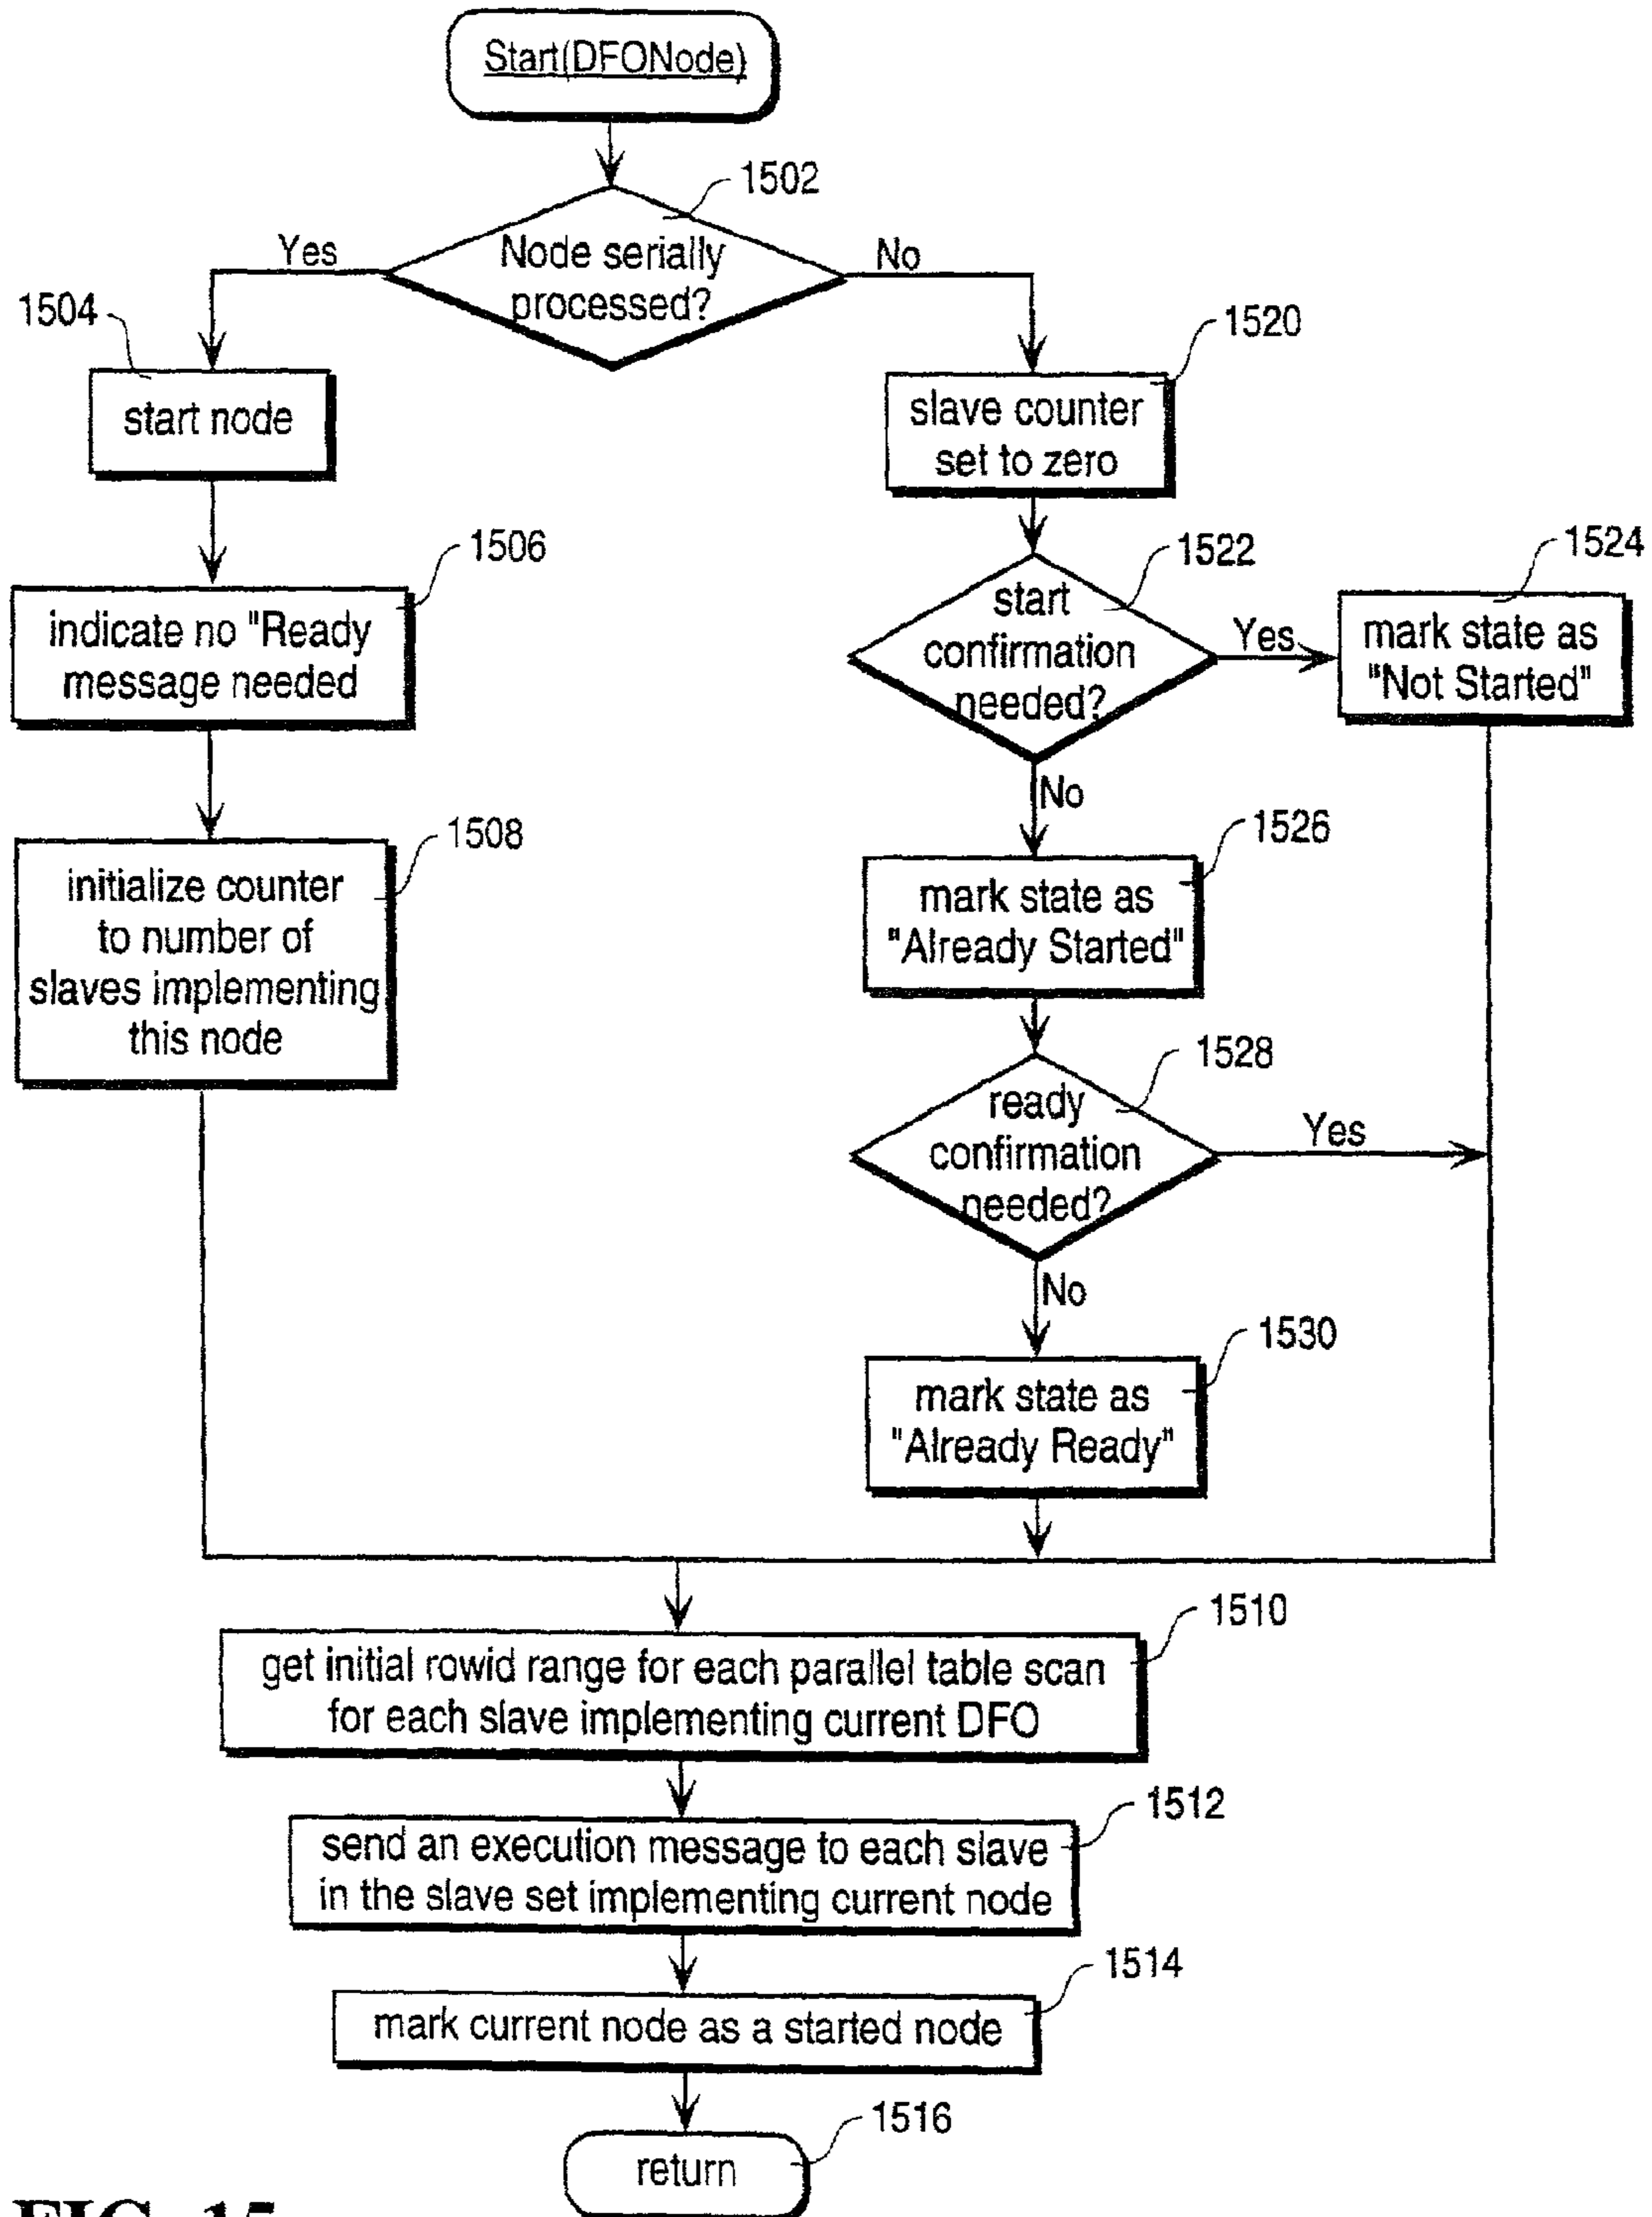 Start(DFONode)
1502
Node serially
processed?
Yes
No
1504
start node
1520
slave counter
set to zero
1506
indicate no "Ready
message needed
1522
start
confirmation
needed?
Yes
1524
mark state as
"Not Started"
No
1508
initialize counter
to number of
slaves implementing
this node
1526
mark state as
"Already Started"
1528
ready
confirmation
needed?
Yes
No
1530
mark state as
"Already Ready"
1510
get initial rowid range for each parallel table scan
for each slave implementing current DFO
1512
send an execution message to each slave
in the slave set implementing current node
1514
mark current node as a started node
1516
return
FIG. 15